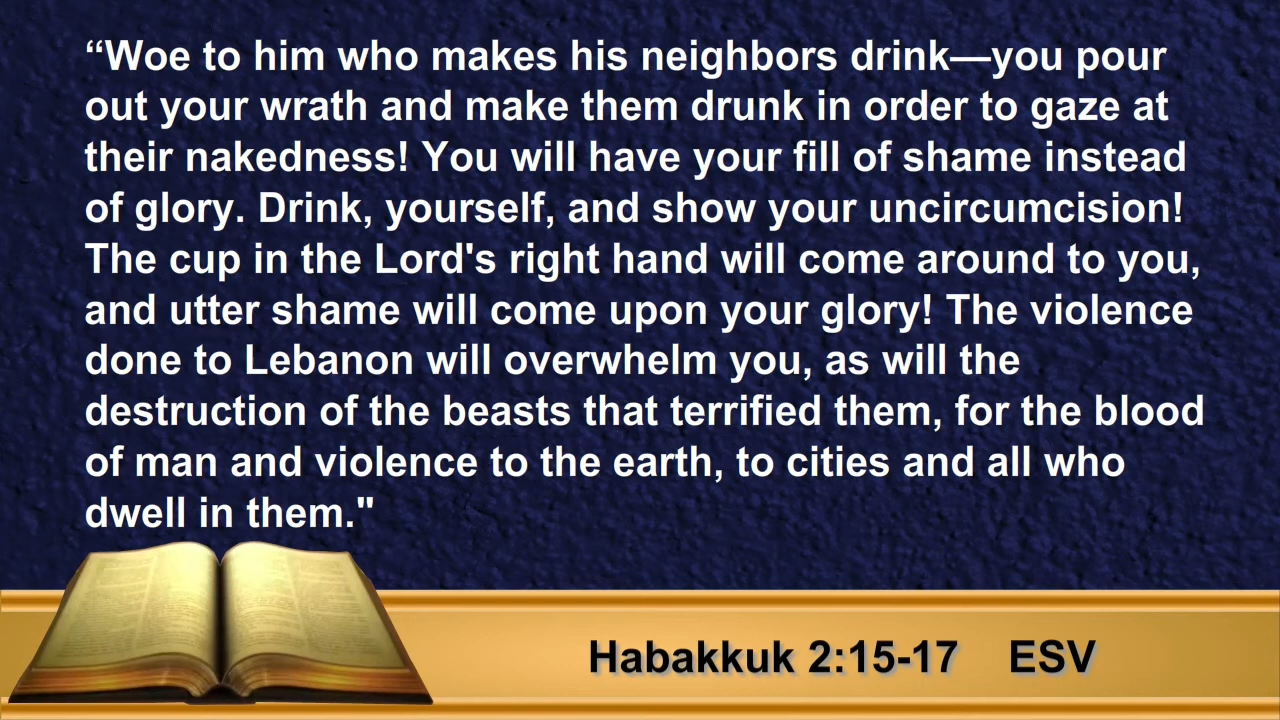 “Woe to him who makes his neighbors drink—you pour
out your wrath and make them drunk in order to gaze at
their nakedness! You will have your fill of shame instead
of glory. Drink, yourself, and show your uncircumcision!
The cup in the Lord's right hand will come around to you,
and utter shame will come upon your glory! The violence
done to Lebanon will overwhelm you, as will the
destruction of the beasts that terrified them, for the blood
of man and violence to the earth, to cities and all who
dwell in them."
Habakkuk 2:15-17 ESV